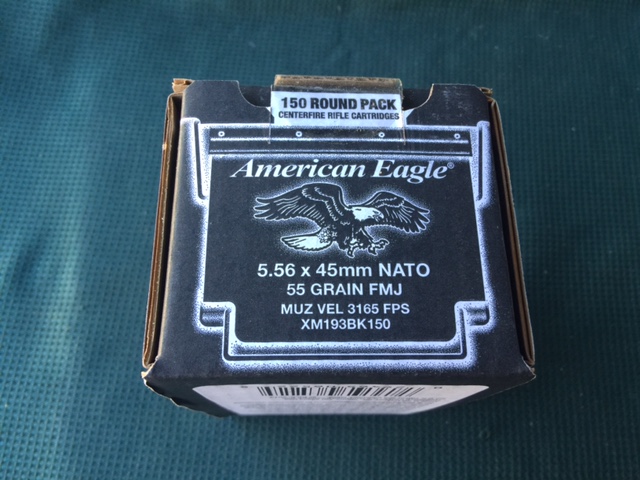 150 ROUND PACK
CENTERFIRE RIFLE CARTRIDGES
American Eagle®
5.56 x 45mm NATO
55 GRAIN FMJ
MUZ VEL 3165 FPS
XM193BK150